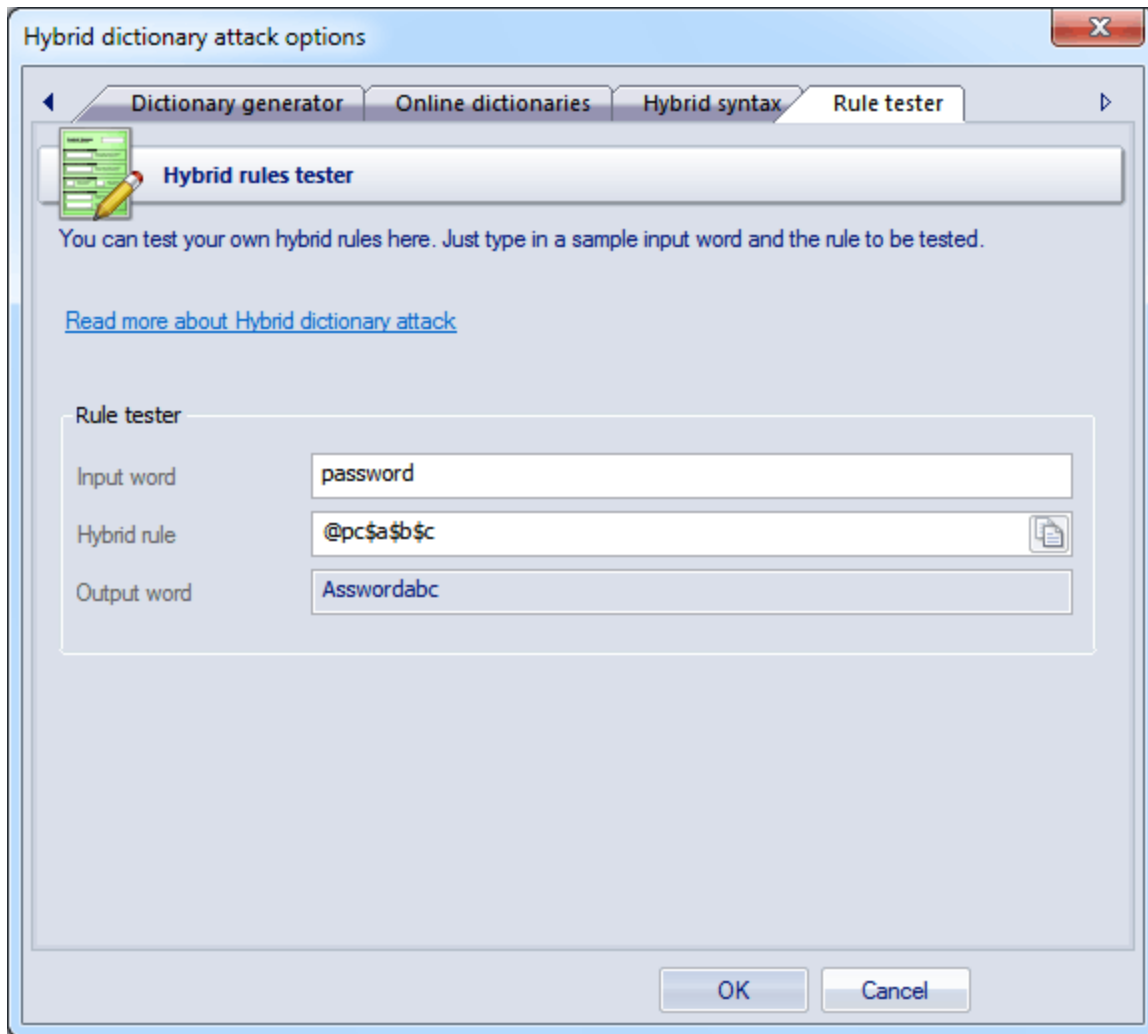 Hybrid dictionary attack options
Dictionary generator
Online dictionaries
Hybrid syntax
Rule tester
Hybrid rules tester
You can test your own hybrid rules here. Just type in a sample input word and the rule to be tested.
Read more about Hybrid dictionary attack
Rule tester
Input word password
Hybrid rule @pc$a$b$c
Output word Asswordabc
OK Cancel